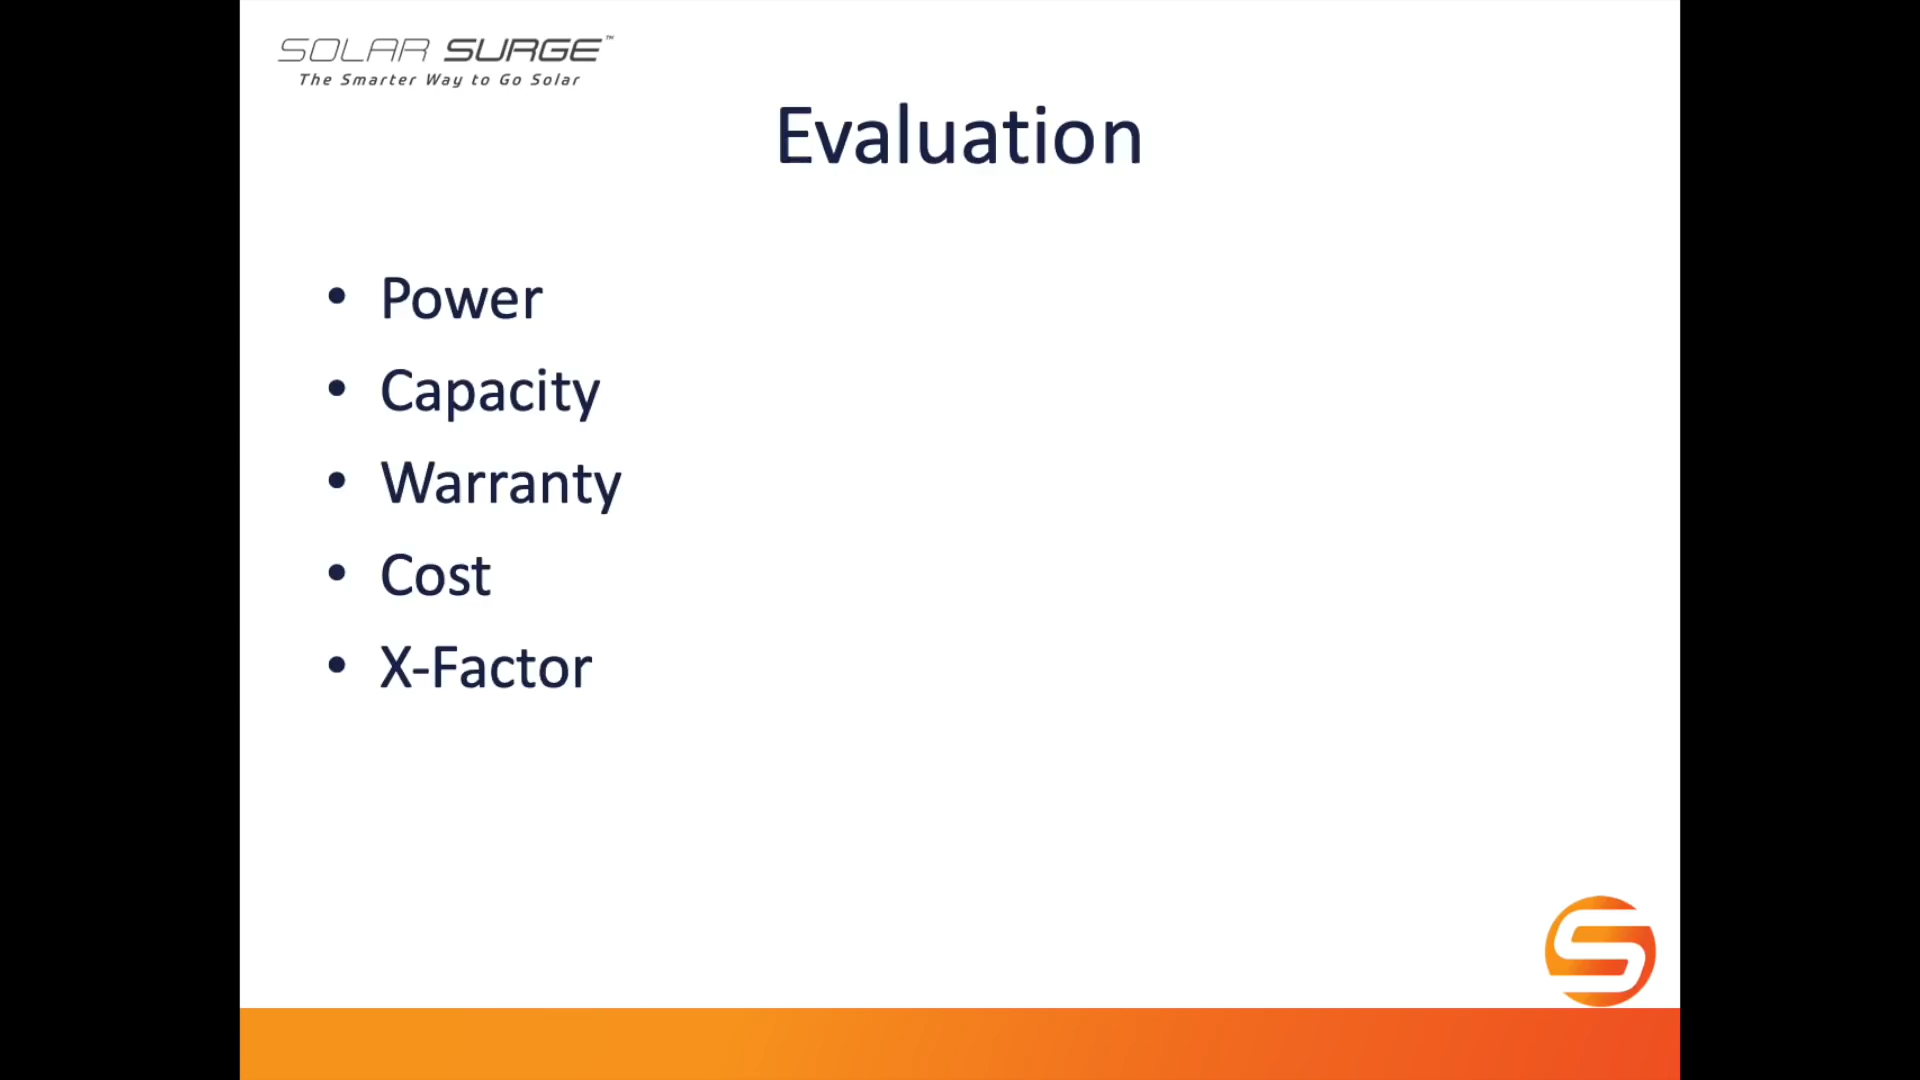 SOLAR SURGE™
The Smarter Way to Go Solar
Evaluation
• Power
• Capacity
• Warranty
• Cost
• X-Factor